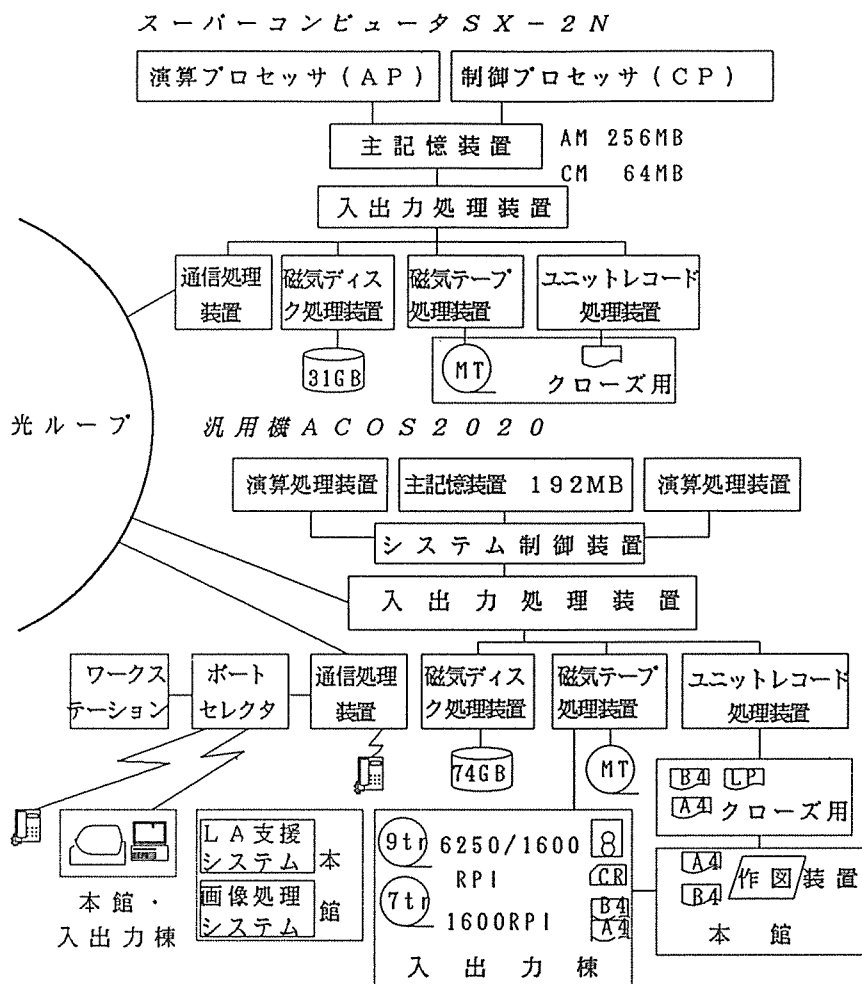 スーパーコンピュータSX-2N
演算プロセッサ(AP)
制御プロセッサ(CP)
主記憶装置
AM 256MB
CM 64MB
入出力処理装置
通信処理
装置
磁気ディス
ク処理装置
磁気テープ
処理装置
ユニットレコード
処理装置
31GB
MT
クローズ用
光ループ
汎用機ACOS2020
演算処理装置
主記憶装置 192MB
演算処理装置
システム制御装置
入出力処理装置
ワークス
テーション
ポート
セレクタ
通信処理
装置
磁気ディス
ク処理装置
磁気テープ
処理装置
ユニットレコード
処理装置
74GB
MT
B4 LP
A4 クローズ用
LA支援
システム
画像処理
システム
本館
本館・
入出力棟
9tr 6250/1600
RPI
7tr
1600RPI
8
CR
B4
A4
入出力棟
A4
B4
作図装置
本館